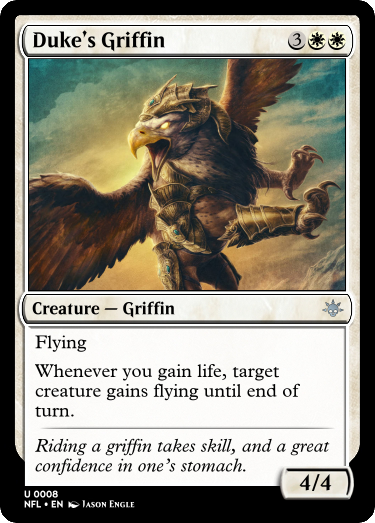 Duke's Griffin 3
Creature — Griffin
Flying
Whenever you gain life, target
creature gains flying until end of
turn.
Riding a griffin takes skill, and a great
confidence in one's stomach.
4/4
U 0008
NFL • EN Jason Engle